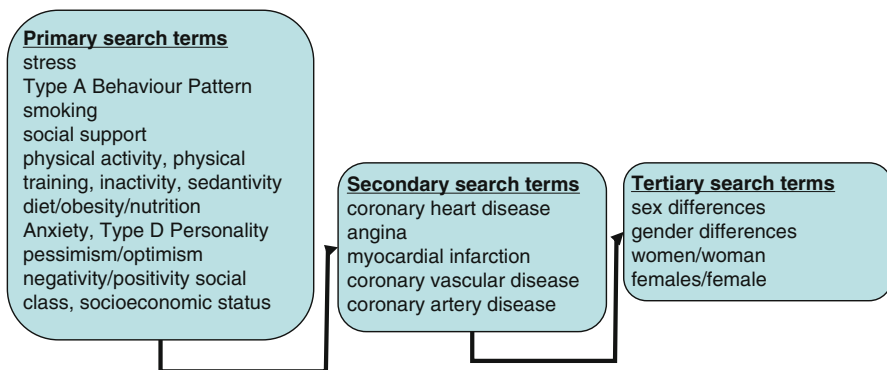 Primary search terms
stress
Type A Behaviour Pattern
smoking
social support
physical activity, physical
training, inactivity, sedantivity
diet/obesity/nutrition
Anxiety, Type D Personality
pessimism/optimism
negativity/positivity social
class, socioeconomic status
Secondary search terms
coronary heart disease
angina
myocardial infarction
coronary vascular disease
coronary artery disease
Tertiary search terms
sex differences
gender differences
women/woman
females/female